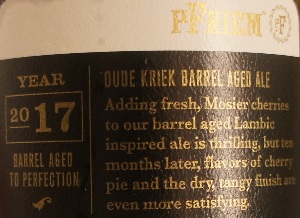 pFRIEM
PF
YEAR
2017
BARREL AGED
TO PERFECTION
OUDE KRIEK BARREL AGED ALE
Adding fresh, Mosier cherries
to our barrel aged Lambic
inspired ale is thrilling, but ten
months later, flavors of cherry
pie and the dry, tangy finish are
even more satisfying.